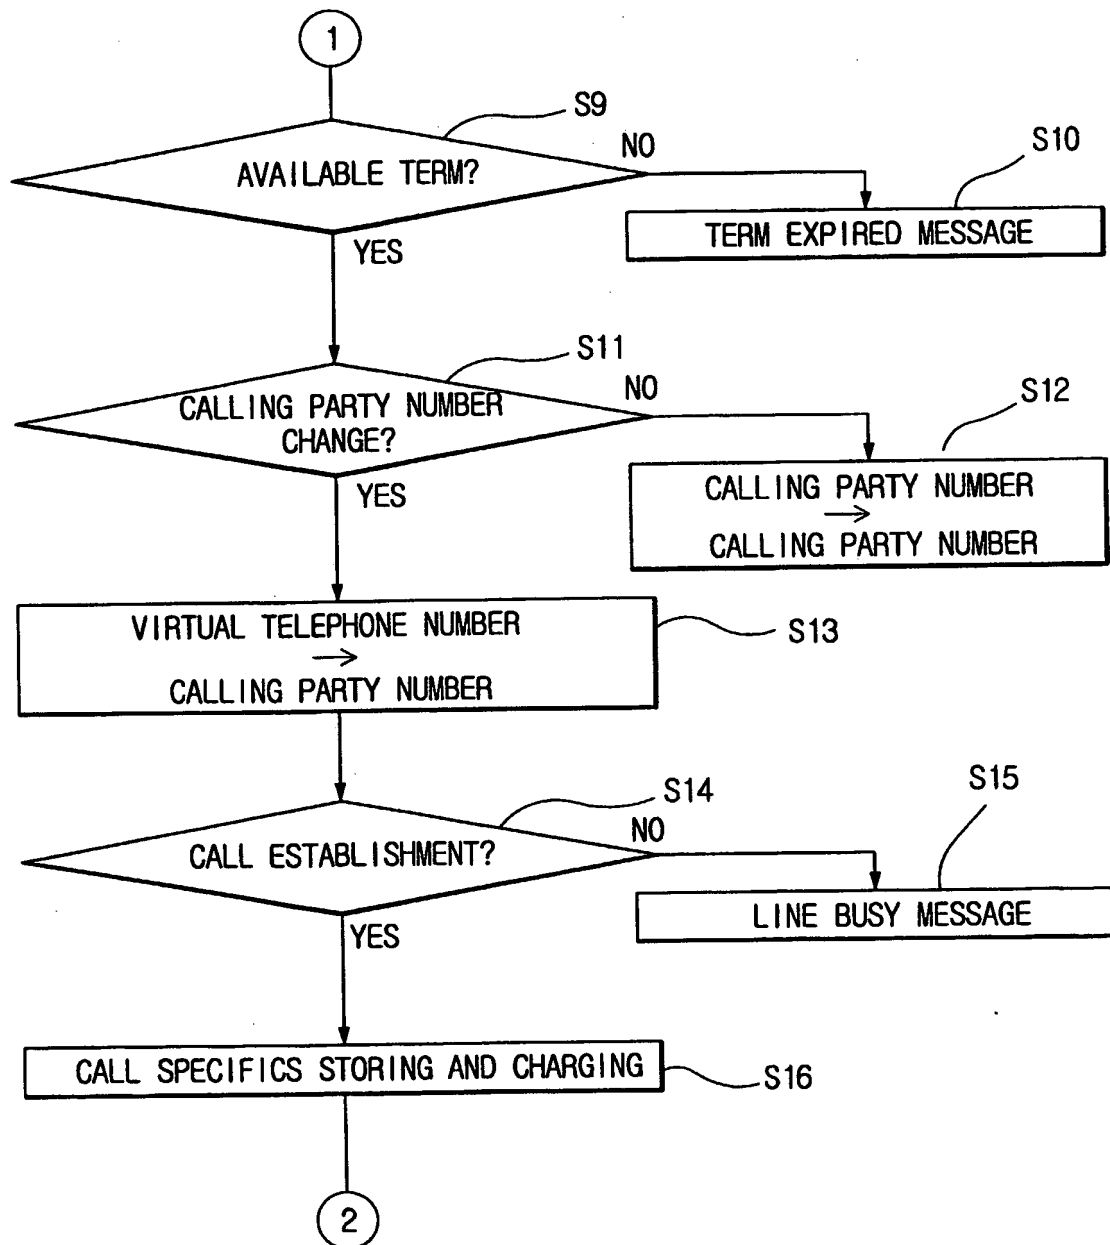 1
S9
AVAILABLE TERM?
NO
S10
TERM EXPIRED MESSAGE
YES
S11
CALLING PARTY NUMBER
CHANGE?
NO
S12
CALLING PARTY NUMBER
→
CALLING PARTY NUMBER
YES
VIRTUAL TELEPHONE NUMBER
→
CALLING PARTY NUMBER
S13
S14
CALL ESTABLISHMENT?
NO
S15
LINE BUSY MESSAGE
YES
CALL SPECIFICS STORING AND CHARGING
S16
2